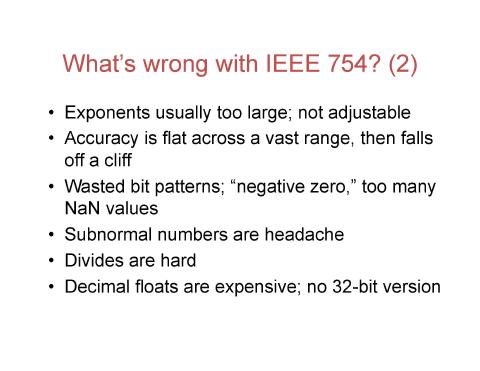 What's wrong with IEEE 754? (2)
• Exponents usually too large; not adjustable
• Accuracy is flat across a vast range, then falls
off a cliff
• Wasted bit patterns; “negative zero,” too many
NaN values
• Subnormal numbers are headache
• Divides are hard
• Decimal floats are expensive; no 32-bit version